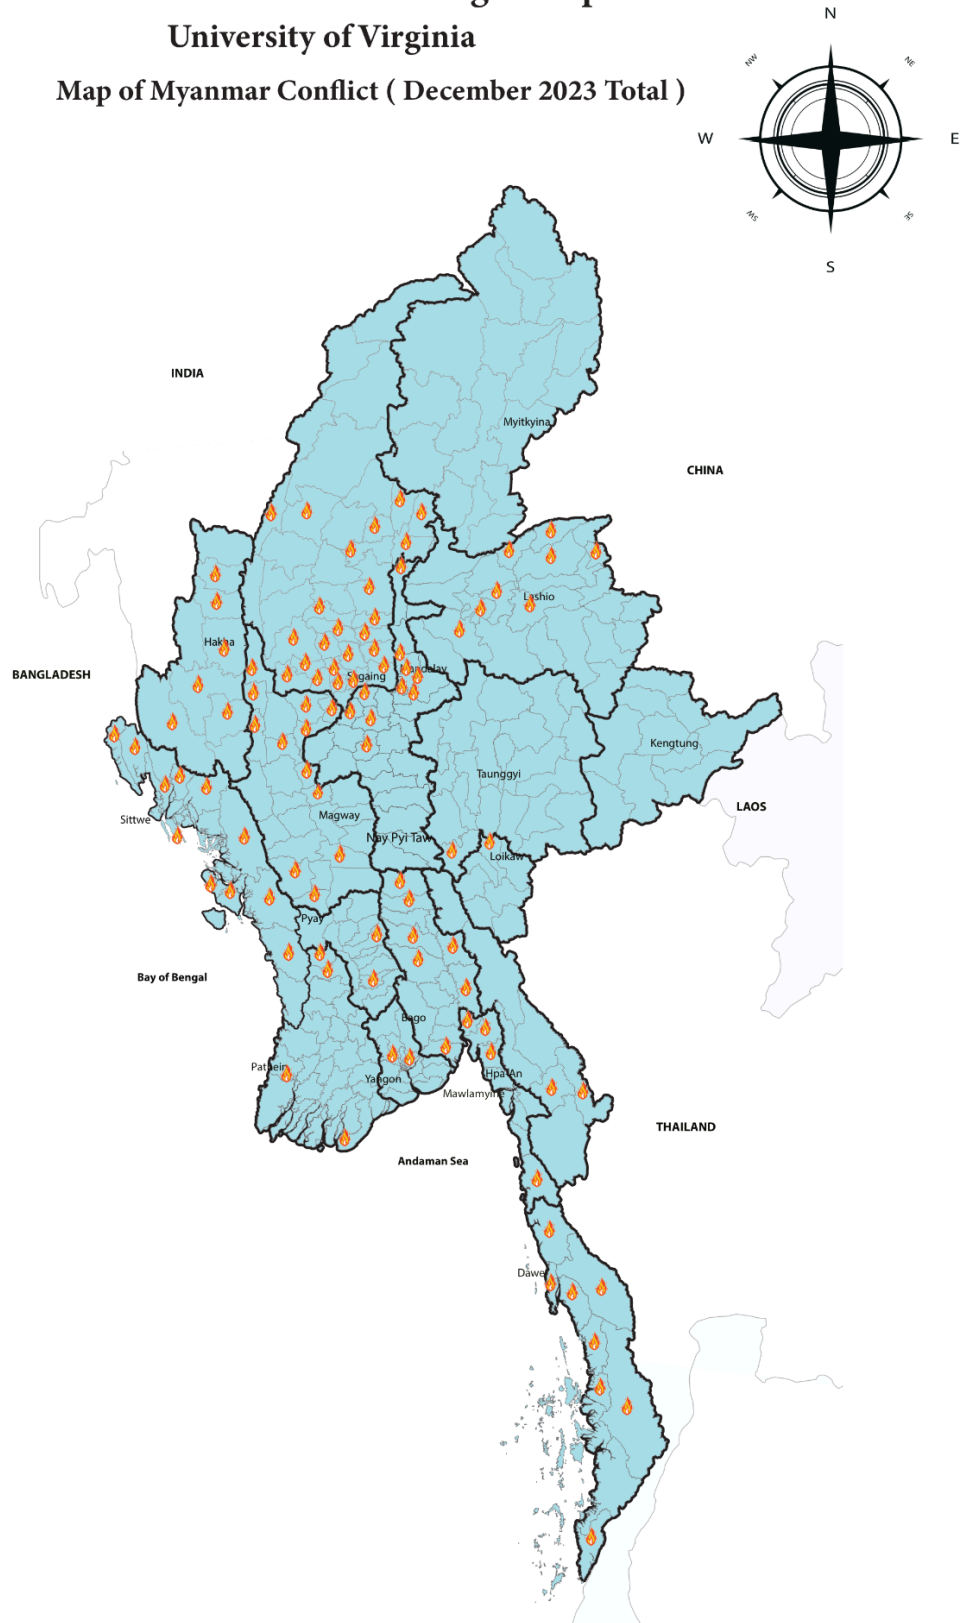 University of Virginia
Map of Myanmar Conflict ( December 2023 Total )
N
NW
NE
W
E
SW
SE
S
INDIA
Myitkyina
CHINA
Lashio
Hakha
BANGLADESH
Mandalay
Sagaing
Kengtung
Taunggyi
LAOS
Sittwe
Magway
Nay Pyi Taw
Loikaw
Pyay
Bay of Bengal
Bago
Pathein
Hpa-An
Yangon
Mawlamyine
THAILAND
Andaman Sea
Dawei